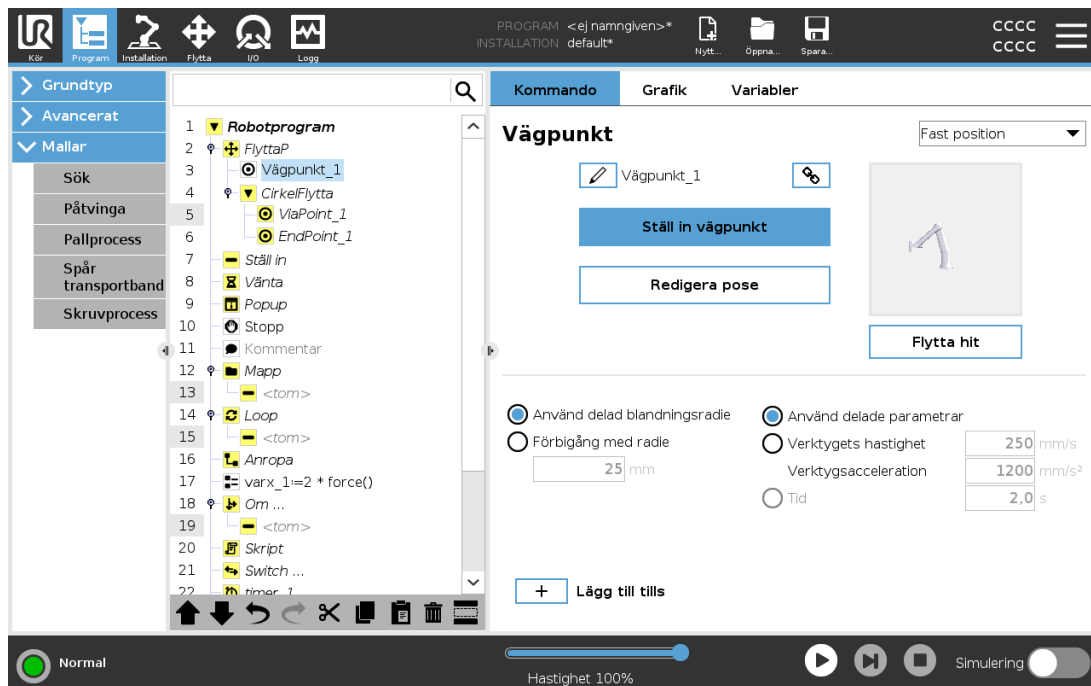 PROGRAM <ej namngiven>*
INSTALLATION default*
CCCC
CCCC
Kör Program Installation Flytta I/O Logg Nytt... Öppna... Spara...
Grundtyp
Avancerat
Mallar
Sök
Påtvinga
Pallprocess
Spår
transportband
Skruvprocess
1 Robotprogram
2 FlyttaP
3 Vägpunkt_1
4 CirkelFlytta
5 ViaPoint_1
6 EndPoint_1
7 Ställ in
8 Vänta
9 Popup
10 Stopp
11 Kommentar
12 Mapp
13 <tom>
14 Loop
15 <tom>
16 Anropa
17 varx_1:=2 * force()
18 Om ...
19 <tom>
20 Skript
21 Switch ...
22 timer_1
Kommando Grafik Variabler
Vägpunkt
Fast position
Vägpunkt_1
Ställ in vägpunkt
Redigera pose
Flytta hit
Använd delad blandningsradie
Förbigång med radie
25 mm
Använd delade parametrar
Verktygets hastighet 250 mm/s
Verktygsacceleration 1200 mm/s²
Tid 2,0 s
+ Lägg till tills
Normal
Hastighet 100%
Simulering